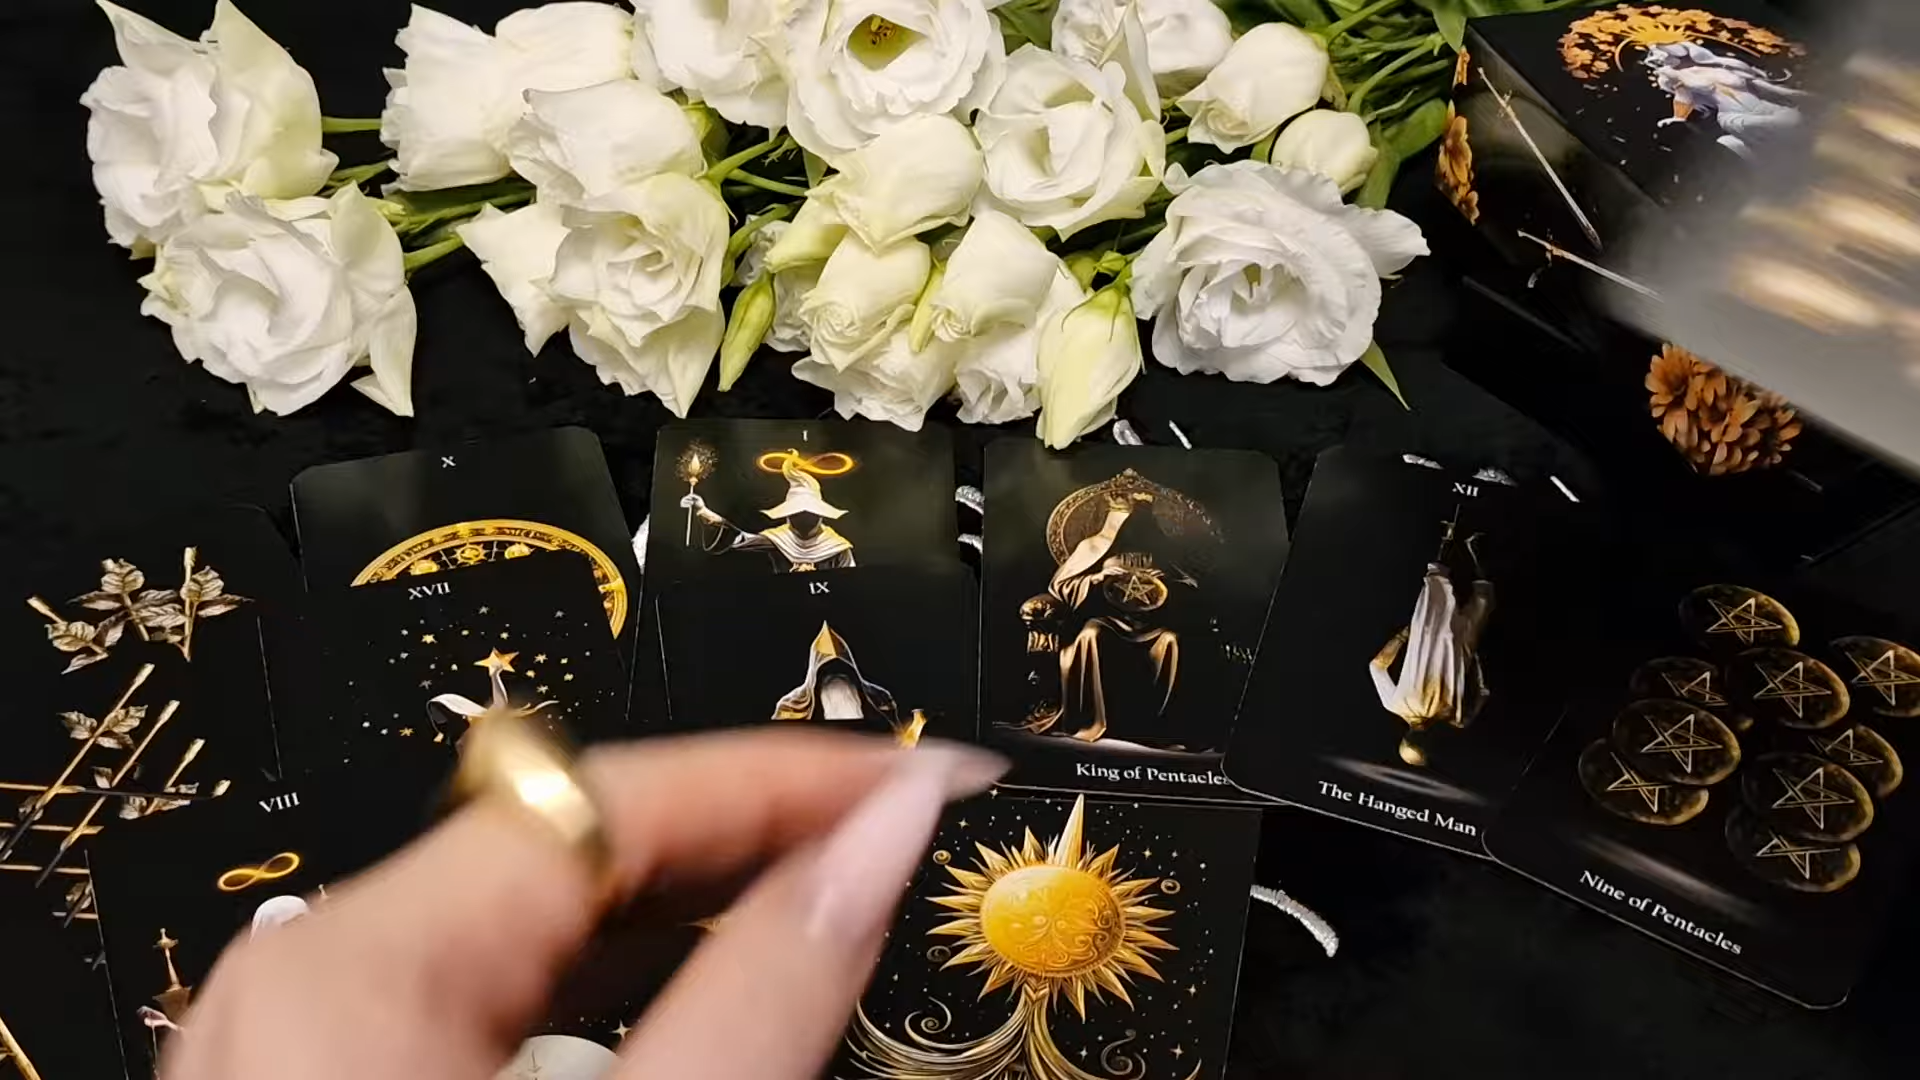 X
I
XII
XVII
IX
King of Pentacles
The Hanged Man
VIII
Nine of Pentacles